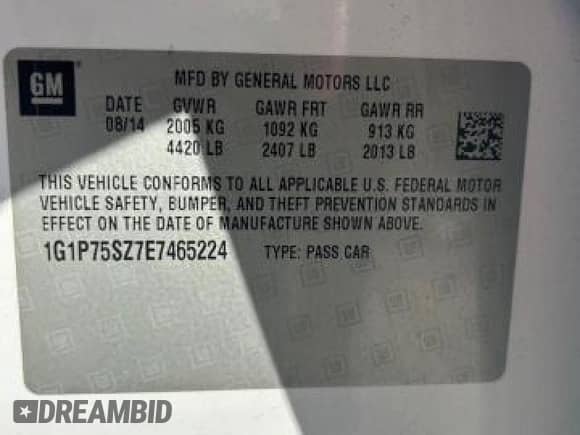 GM
MFD BY GENERAL MOTORS LLC
DATE GVWR GAWR FRT GAWR RR
08/14 2005 KG 1092 KG 913 KG
4420 LB 2407 LB 2013 LB
THIS VEHICLE CONFORMS TO ALL APPLICABLE U.S. FEDERAL MOTOR
VEHICLE SAFETY, BUMPER, AND THEFT PREVENTION STANDARDS IN
EFFECT ON THE DATE OF MANUFACTURE SHOWN ABOVE.
1G1P75SZ7E7465224 TYPE: PASS CAR
DREAMBID